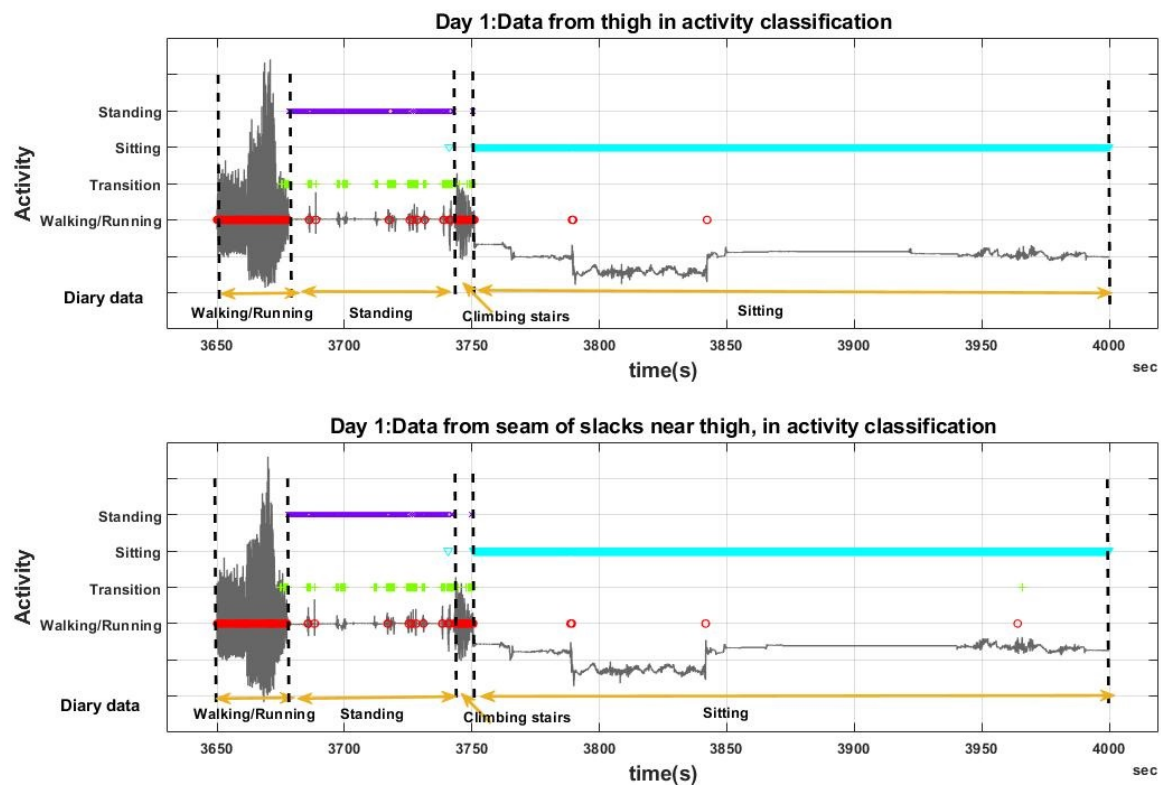 Day 1:Data from thigh in activity classification
Activity
Standing
Sitting
Transition
Walking/Running
Diary data
Walking/Running Standing Climbing stairs Sitting
3650 3700 3750 3800 3850 3900 3950 4000
time(s) sec
Day 1:Data from seam of slacks near thigh, in activity classification
Activity
Standing
Sitting
Transition
Walking/Running
Diary data
Walking/Running Standing Climbing stairs Sitting
3650 3700 3750 3800 3850 3900 3950 4000
time(s) sec